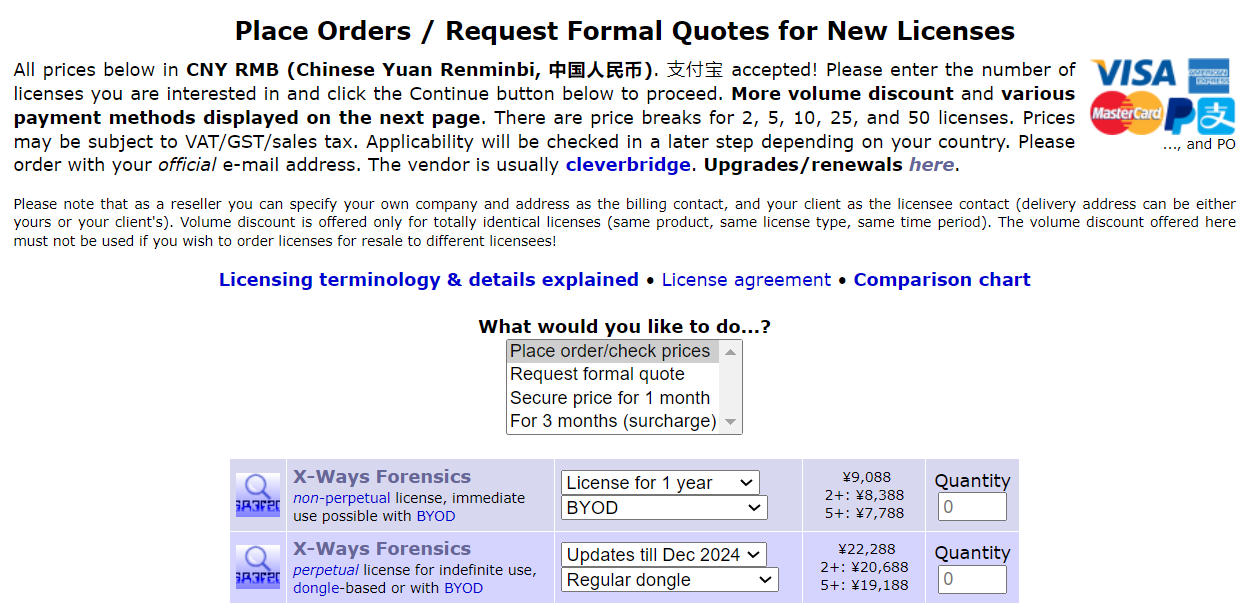 Place Orders / Request Formal Quotes for New Licenses
All prices below in CNY RMB (Chinese Yuan Renminbi, 中国人民币). 支付宝 accepted! Please enter the number of
licenses you are interested in and click the Continue button below to proceed. More volume discount and various
payment methods displayed on the next page. There are price breaks for 2, 5, 10, 25, and 50 licenses. Prices
may be subject to VAT/GST/sales tax. Applicability will be checked in a later step depending on your country. Please
order with your official e-mail address. The vendor is usually cleverbridge. Upgrades/renewals here.
VISA
AMERICAN EXPRESS
MasterCard
支
..., and PO
Please note that as a reseller you can specify your own company and address as the billing contact, and your client as the licensee contact (delivery address can be either
yours or your client's). Volume discount is offered only for totally identical licenses (same product, same license type, same time period). The volume discount offered here
must not be used if you wish to order licenses for resale to different licensees!
Licensing terminology & details explained • License agreement • Comparison chart
What would you like to do...?
Place order/check prices
Request formal quote
Secure price for 1 month
For 3 months (surcharge)
X-Ways Forensics
non-perpetual license, immediate
use possible with BYOD
License for 1 year
BYOD
¥9,088
2+: ¥8,388
5+: ¥7,788
Quantity
0
X-Ways Forensics
perpetual license for indefinite use,
dongle-based or with BYOD
Updates till Dec 2024
Regular dongle
¥22,288
2+: ¥20,688
5+: ¥19,188
Quantity
0